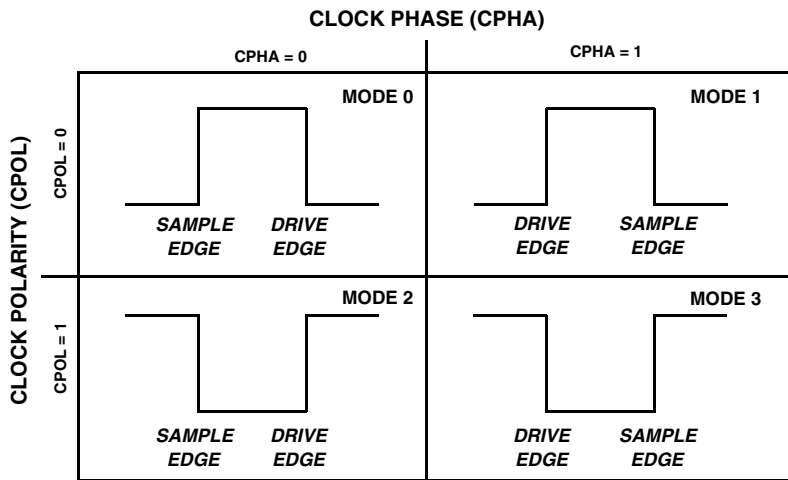 CLOCK PHASE (CPHA)
CPHA = 0
CPHA = 1
CLOCK POLARITY (CPOL)
CPOL = 0
MODE 0
SAMPLE
EDGE
DRIVE
EDGE
MODE 1
DRIVE
EDGE
SAMPLE
EDGE
CPOL = 1
MODE 2
SAMPLE
EDGE
DRIVE
EDGE
MODE 3
DRIVE
EDGE
SAMPLE
EDGE